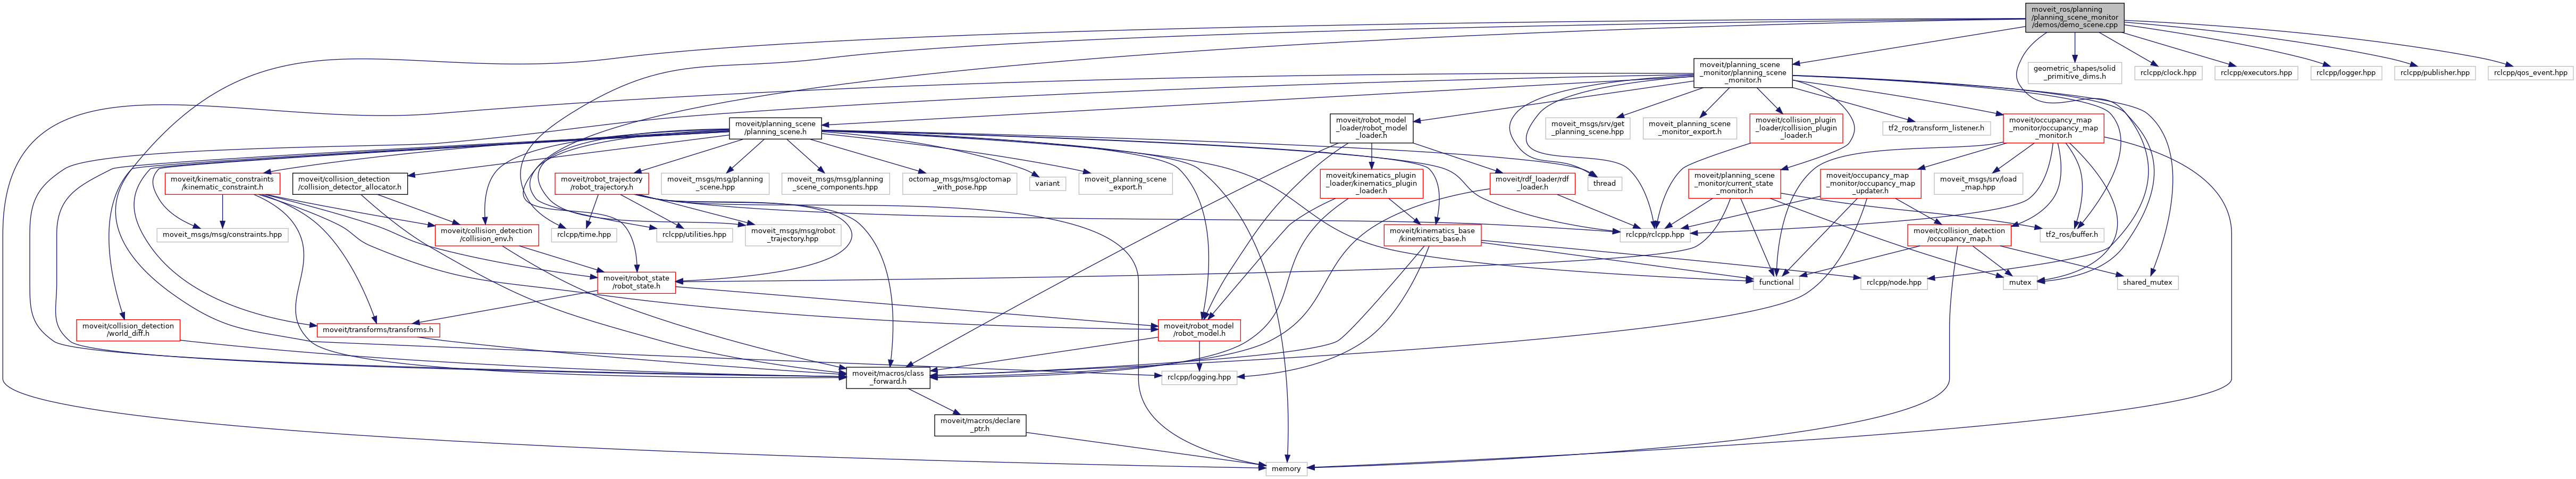 moveit_ros/planning
/planning_scene_monitor
/demos/demo_scene.cpp
moveit/planning_scene
_monitor/planning_scene
_monitor.h
geometric_shapes/solid
_primitive_dims.h
rclcpp/clock.hpp
rclcpp/executors.hpp
rclcpp/logger.hpp
rclcpp/publisher.hpp
rclcpp/qos_event.hpp
moveit/planning_scene
/planning_scene.h
moveit/robot_model
_loader/robot_model
_loader.h
moveit_msgs/srv/get
_planning_scene.hpp
moveit_planning_scene
_monitor_export.h
moveit/collision_plugin
_loader/collision_plugin
_loader.h
tf2_ros/transform_listener.h
moveit/occupancy_map
_monitor/occupancy_map
_monitor.h
moveit/kinematic_constraints
/kinematic_constraint.h
moveit/collision_detection
/collision_detector_allocator.h
moveit/robot_trajectory
/robot_trajectory.h
moveit_msgs/msg/planning
_scene.hpp
moveit_msgs/msg/planning
_scene_components.hpp
octomap_msgs/msg/octomap
_with_pose.hpp
variant
moveit_planning_scene
_export.h
moveit/kinematics_plugin
_loader/kinematics_plugin
_loader.h
moveit/rdf_loader/rdf
_loader.h
thread
moveit/planning_scene
_monitor/current_state
_monitor.h
moveit/occupancy_map
_monitor/occupancy_map
_updater.h
moveit_msgs/srv/load
_map.hpp
moveit_msgs/msg/constraints.hpp
moveit/collision_detection
/collision_env.h
rclcpp/time.hpp
rclcpp/utilities.hpp
moveit_msgs/msg/robot
_trajectory.hpp
moveit/kinematics_base
/kinematics_base.h
rclcpp/rclcpp.hpp
moveit/collision_detection
/occupancy_map.h
tf2_ros/buffer.h
moveit/robot_state
/robot_state.h
functional
rclcpp/node.hpp
mutex
shared_mutex
moveit/collision_detection
/world_diff.h
moveit/transforms/transforms.h
moveit/robot_model
/robot_model.h
moveit/macros/class
_forward.h
rclcpp/logging.hpp
moveit/macros/declare
_ptr.h
memory